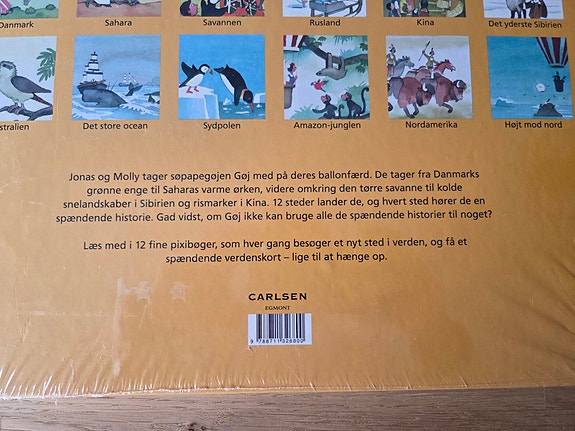 Danmark
Sahara
Savannen
Rusland
Kina
Det yderste Sibirien
Det store ocean
Sydpolen
Amazon-junglen
Nordamerika
Højt mod nord
Jonas og Molly tager søpapegøjen Gøj med på deres ballonfærd. De tager fra Danmarks
grønne enge til Saharas varme ørken, videre omkring den tørre savanne til kolde
snelandskaber i Sibirien og rismarker i Kina. 12 steder lander de, og hvert sted hører de en
spændende historie. Gad vidst, om Gøj ikke kan bruge alle de spændende historier til noget?
Læs med i 12 fine pixibøger, som hver gang besøger et nyt sted i verden, og få et
spændende verdenskort – lige til at hænge op.
CARLSEN
EGMONT
9 788711 326800